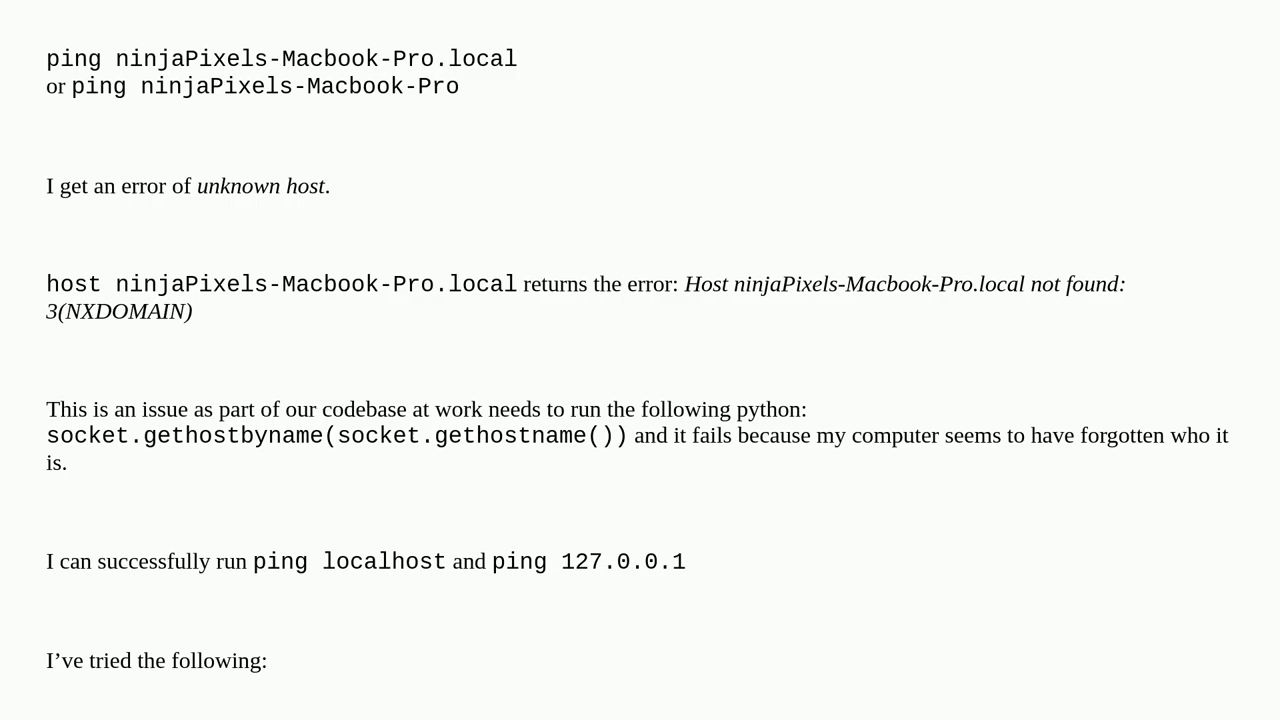 ping ninjaPixels-Macbook-Pro.local
or ping ninjaPixels-Macbook-Pro
I get an error of unknown host.
host ninjaPixels-Macbook-Pro.local returns the error: Host ninjaPixels-Macbook-Pro.local not found:
3(NXDOMAIN)
This is an issue as part of our codebase at work needs to run the following python:
socket.gethostbyname(socket.gethostname()) and it fails because my computer seems to have forgotten who it
is.
I can successfully run ping localhost and ping 127.0.0.1
I’ve tried the following: